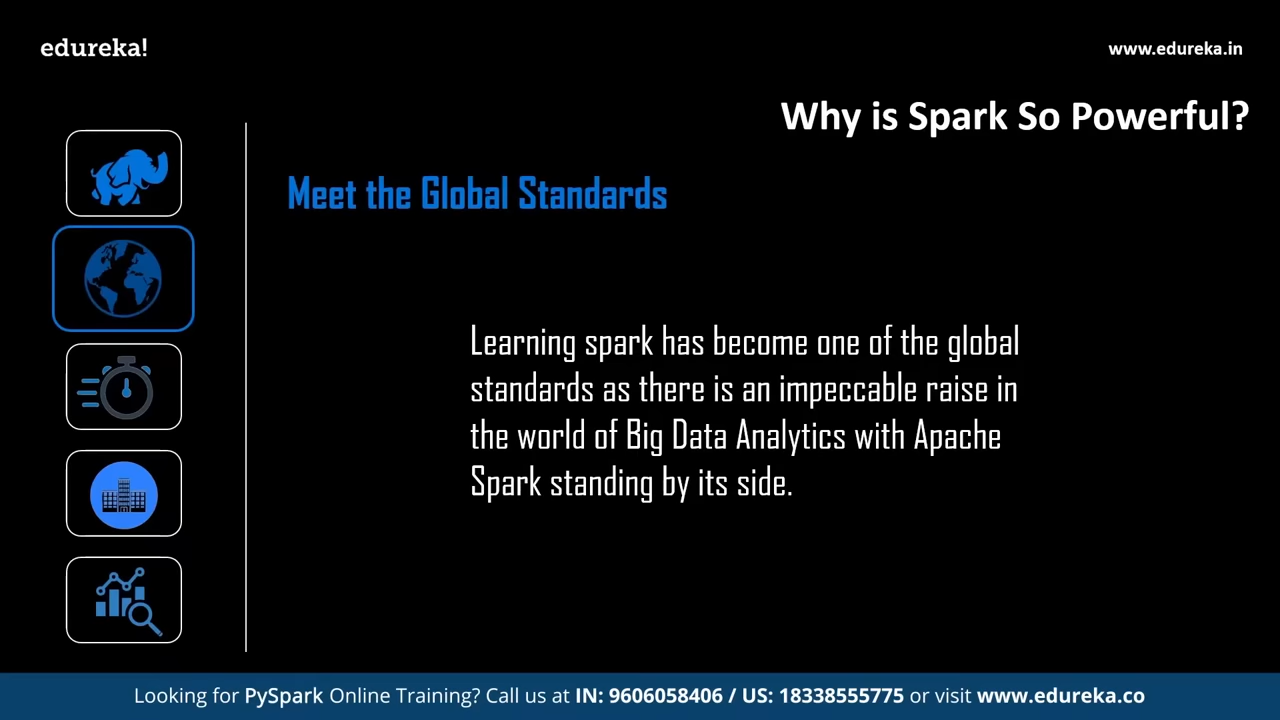 edureka!
www.edureka.in
Why is Spark So Powerful?
Meet the Global Standards
Learning spark has become one of the global
standards as there is an impeccable raise in
the world of Big Data Analytics with Apache
Spark standing by its side.
Looking for PySpark Online Training? Call us at IN: 9606058406 / US: 18338555775 or visit www.edureka.co